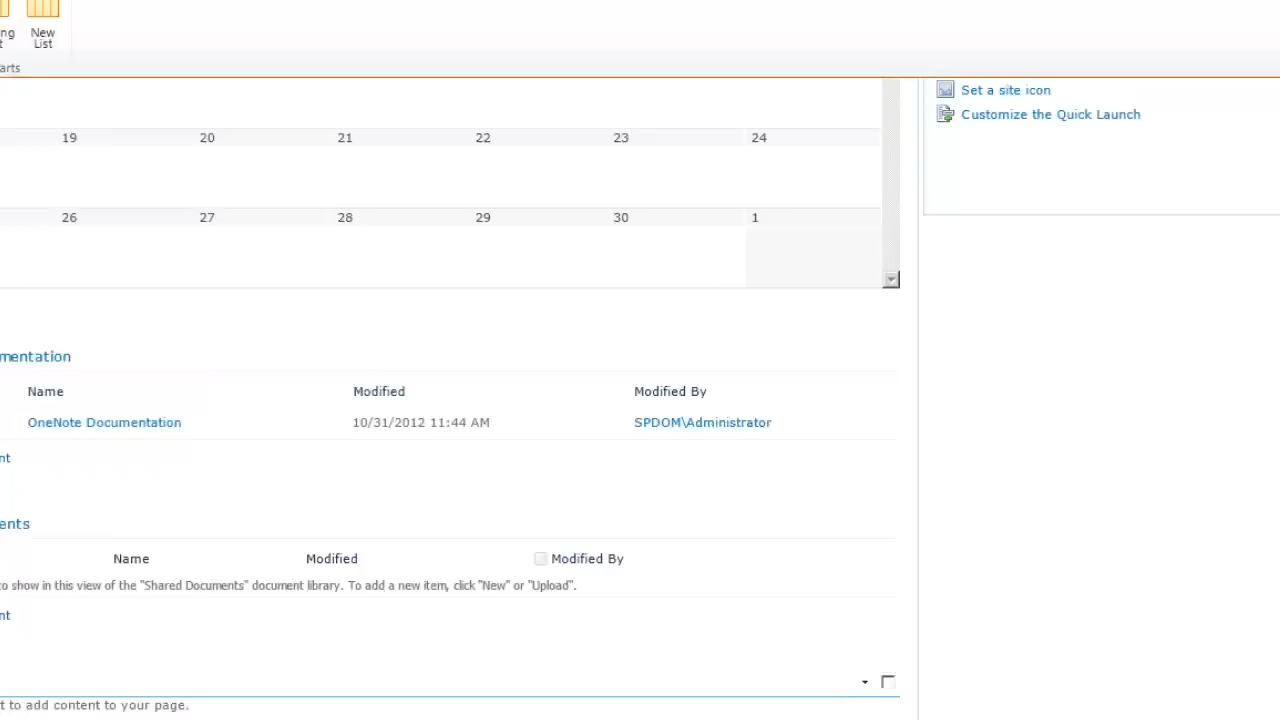 ng New
t List
arts
Set a site icon
Customize the Quick Launch
19 20 21 22 23 24
26 27 28 29 30 1
mentation
Name Modified Modified By
OneNote Documentation 10/31/2012 11:44 AM SPDOM\Administrator
nt
ents
Name Modified Modified By
to show in this view of the "Shared Documents" document library. To add a new item, click "New" or "Upload".
nt
t to add content to your page.